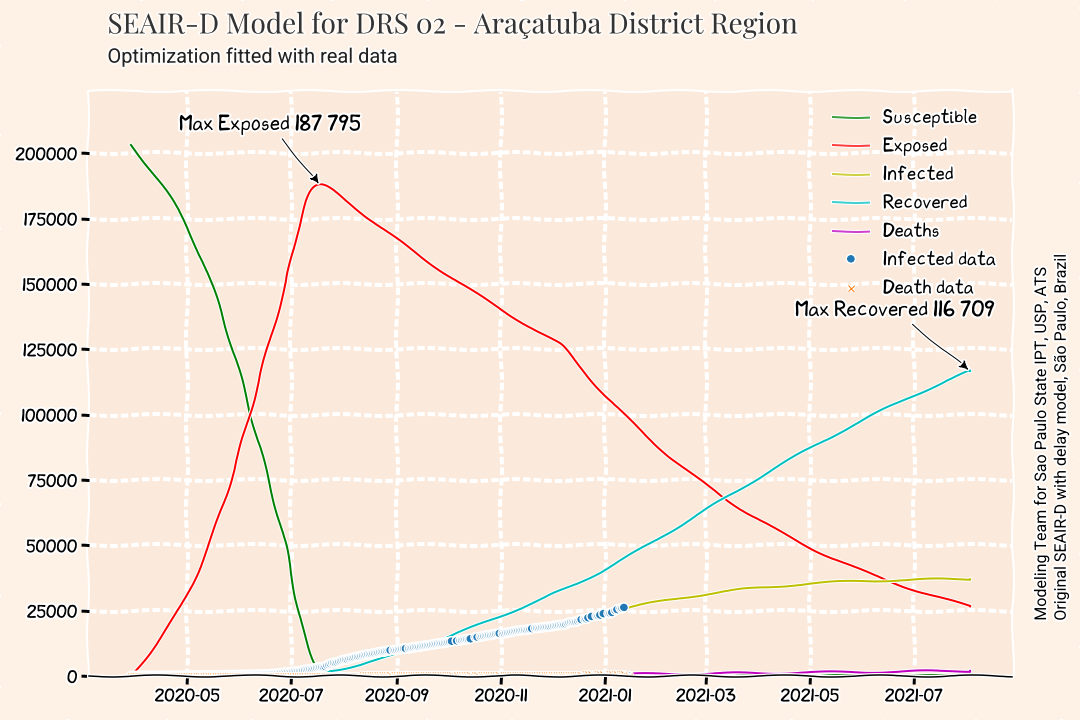 SEAIR-D Model for DRS 02 - Araçatuba District Region
Optimization fitted with real data
Max Exposed 187 795
Susceptible
Exposed
Infected
Recovered
Deaths
Infected data
Death data
Max Recovered 116 709
200000
175000
150000
125000
100000
75000
50000
25000
0
2020-05
2020-07
2020-09
2020-11
2021-01
2021-03
2021-05
2021-07
Modeling Team for Sao Paulo State IPT, USP, ATS
Original SEAIR-D with delay model, São Paulo, Brazil